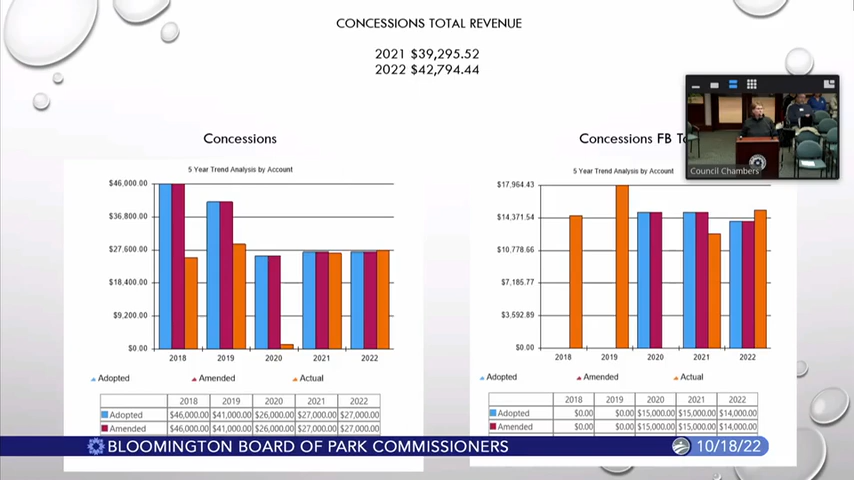 CONCESSIONS TOTAL REVENUE
2021 $39,295.52
2022 $42,794.44
Council Chambers
Concessions
5 Year Trend Analysis by Account
$46,000.00
$36,800.00
$27,600.00
$18,400.00
$9,200.00
$0.00
2018 2019 2020 2021 2022
Adopted Amended Actual
2018 2019 2020 2021 2022
Adopted $46,000.00 $41,000.00 $26,000.00 $27,000.00 $27,000.00
Amended $46,000.00 $41,000.00 $26,000.00 $27,000.00 $27,000.00
Concessions FB To
5 Year Trend Analysis by Account
$17,964.43
$14,371.54
$10,778.66
$7,185.77
$3,592.89
$0.00
2018 2019 2020 2021 2022
Adopted Amended Actual
2018 2019 2020 2021 2022
Adopted $0.00 $0.00 $15,000.00 $15,000.00 $14,000.00
Amended $0.00 $0.00 $15,000.00 $15,000.00 $14,000.00
BLOOMINGTON BOARD OF PARK COMMISSIONERS 10/18/22